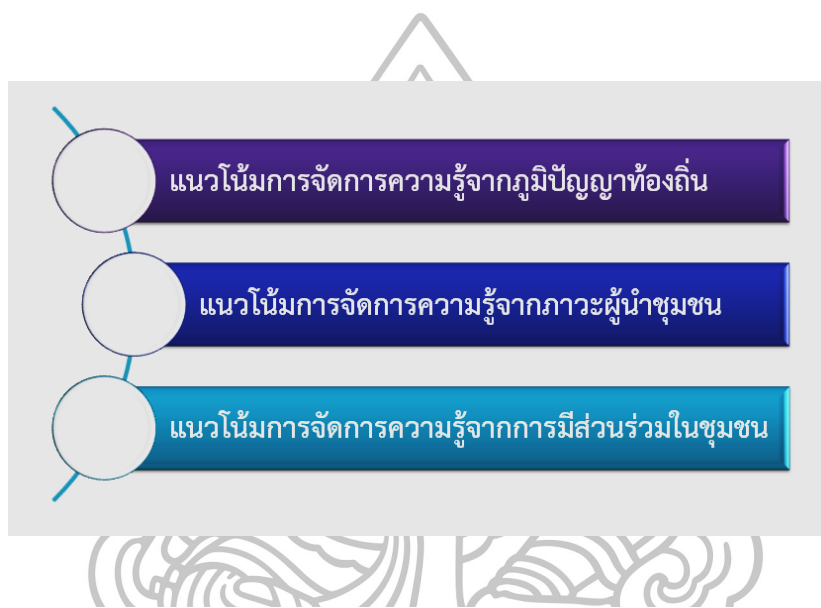 แนวโน้มการจัดการความรู้จากภูมิปัญญาท้องถิ่น
แนวโน้มการจัดการความรู้จากภาวะผู้นำชุมชน
แนวโน้มการจัดการความรู้จากการมีส่วนร่วมในชุมชน